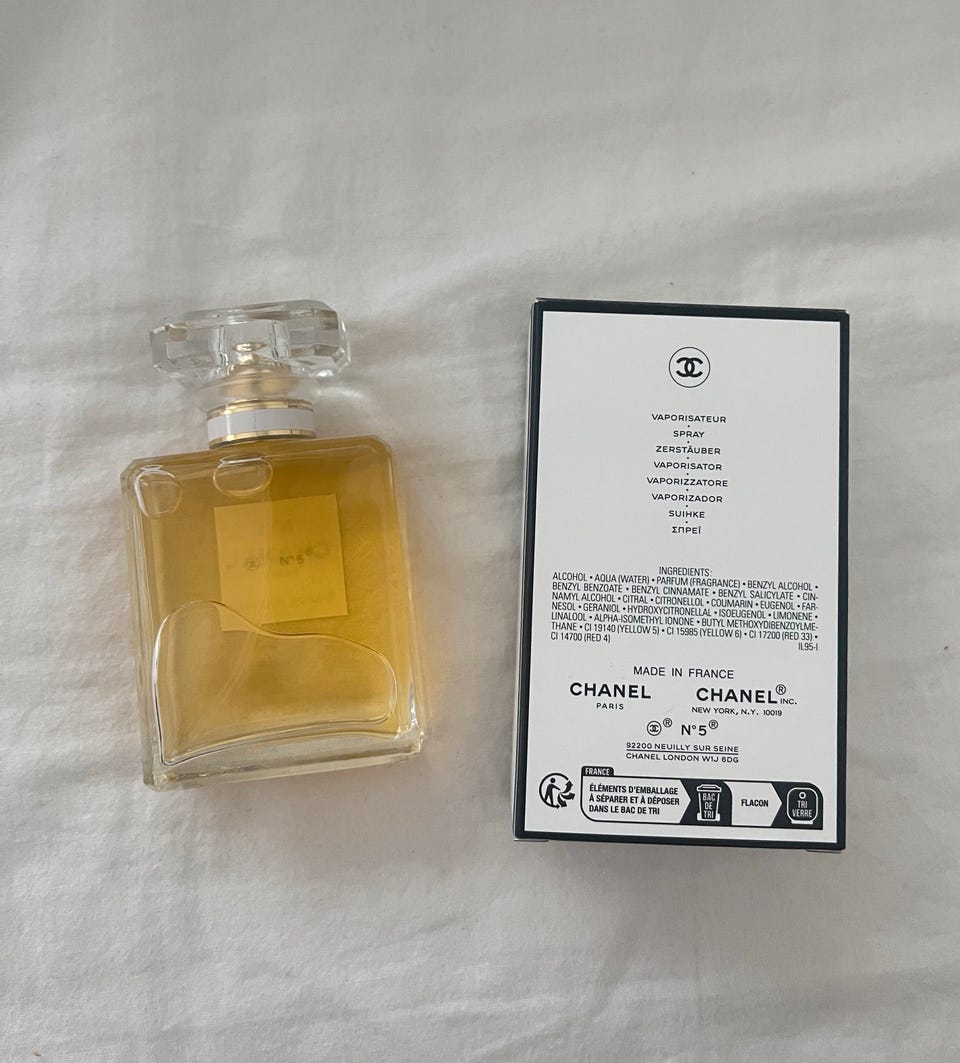 VAPORISATEUR
•
SPRAY
•
ZERSTÄUBER
•
VAPORISATOR
•
VAPORIZZATORE
•
VAPORIZADOR
•
SUIHKE
•
ΣΠΡΕΪ
INGREDIENTS:
ALCOHOL • AQUA (WATER) • PARFUM (FRAGRANCE) • BENZYL ALCOHOL •
BENZYL BENZOATE • BENZYL CINNAMATE • BENZYL SALICYLATE • CIN-
NAMYL ALCOHOL • CITRAL • CITRONELLOL • COUMARIN • EUGENOL • FAR-
NESOL • GERANIOL • HYDROXYCITRONELLAL • ISOEUGENOL • LIMONENE •
LINALOOL • ALPHA-ISOMETHYL IONONE • BUTYL METHOXYDIBENZOYLME-
THANE • CI 19140 (YELLOW 5) • CI 15985 (YELLOW 6) • CI 17200 (RED 33) •
CI 14700 (RED 4) IL95-I
MADE IN FRANCE
CHANEL CHANEL® INC.
PARIS NEW YORK, N.Y. 10019
® N°5®
92200 NEUILLY SUR SEINE
CHANEL LONDON W1J 6DG
FRANCE
ÉLÉMENTS D'EMBALLAGE
À SÉPARER ET À DÉPOSER
DANS LE BAC DE TRI
BAC
DE
TRI
FLACON
TRI
VERRE
N°5